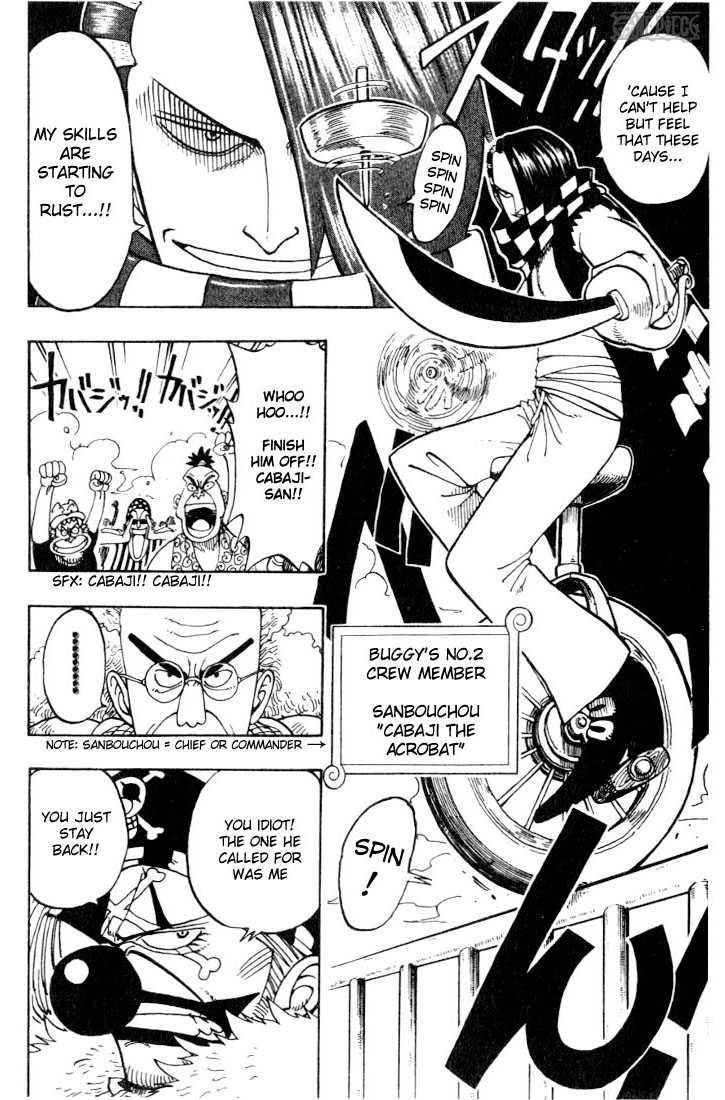 'CAUSE I
CAN'T HELP
BUT FEEL
THAT THESE
DAYS...
SPIN
SPIN
SPIN
SPIN
MY SKILLS
ARE
STARTING
TO
RUST...!!
WHOO
HOO...!!
FINISH
HIM OFF!!
CABAJI-
SAN!!
カバジッ!!
カバジィ!!
SFX: CABAJI!! CABAJI!!
BUGGY'S NO.2
CREW MEMBER
SANBOUCHOU
"CABAJI THE
ACROBAT"
NOTE: SANBOUCHOU = CHIEF OR COMMANDER →
SPIN
!
YOU IDIOT!
THE ONE HE
CALLED FOR
WAS ME
YOU JUST
STAY
BACK!!